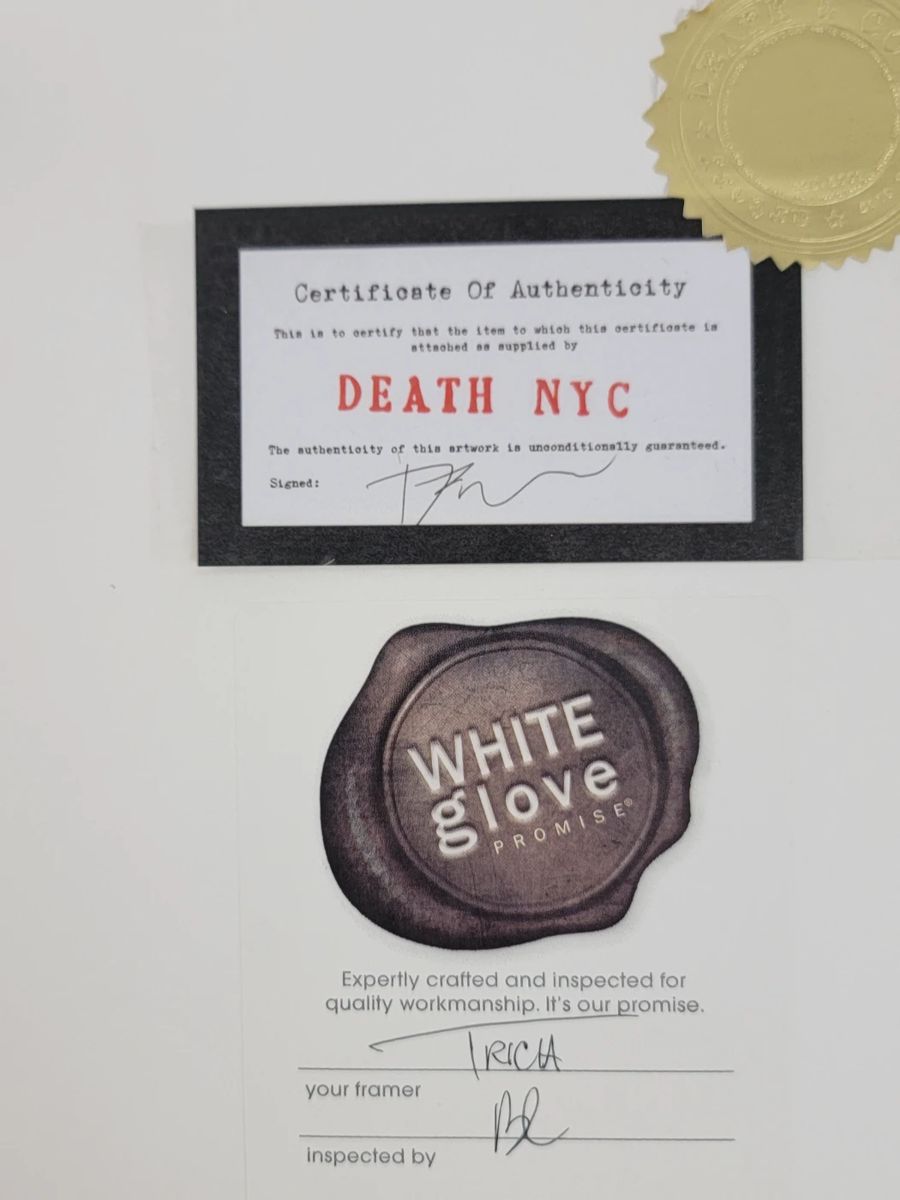 Certificate Of Authenticity
This is to certify that the item to which this certificate is
attached as supplied by
DEATH NYC
The authenticity of this artwork is unconditionally guaranteed.
Signed:
WHITE
glove
PROMISE®
Expertly crafted and inspected for
quality workmanship. It's our promise.
TRICIA
your framer
inspected by